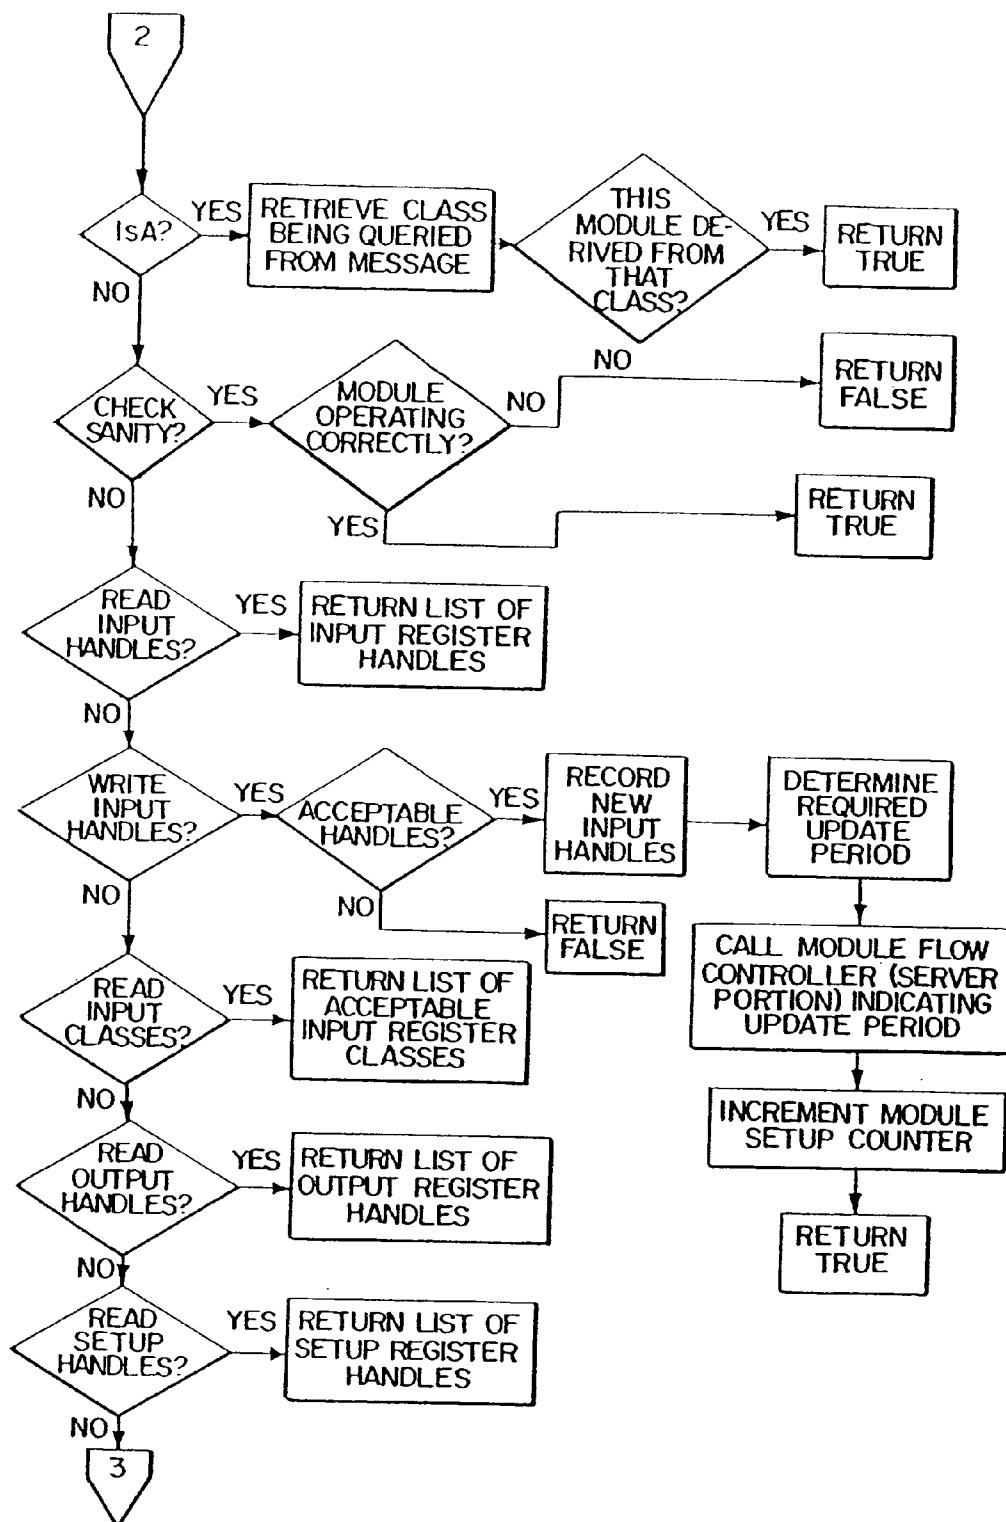 2
IsA?
YES
RETRIEVE CLASS
BEING QUERIED
FROM MESSAGE
THIS
MODULE DE-
RIVED FROM
THAT
CLASS?
YES
RETURN
TRUE
NO
NO
RETURN
FALSE
CHECK
SANITY?
YES
MODULE
OPERATING
CORRECTLY?
NO
YES
RETURN
TRUE
NO
READ
INPUT
HANDLES?
YES
RETURN LIST OF
INPUT REGISTER
HANDLES
NO
WRITE
INPUT
HANDLES?
YES
ACCEPTABLE
HANDLES?
YES
RECORD
NEW
INPUT
HANDLES
DETERMINE
REQUIRED
UPDATE
PERIOD
NO
RETURN
FALSE
CALL MODULE FLOW
CONTROLLER (SERVER
PORTION) INDICATING
UPDATE PERIOD
INCREMENT MODULE
SETUP COUNTER
RETURN
TRUE
NO
READ
INPUT
CLASSES?
YES
RETURN LIST OF
ACCEPTABLE
INPUT REGISTER
CLASSES
NO
READ
OUTPUT
HANDLES?
YES
RETURN LIST OF
OUTPUT REGISTER
HANDLES
NO
READ
SETUP
HANDLES?
YES
RETURN LIST OF
SETUP REGISTER
HANDLES
NO
3